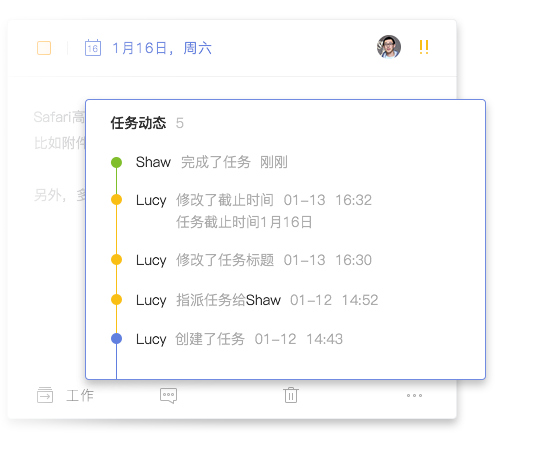 16 1月16日，周六 !!
Safari高
比如附件
另外，多
任务动态 5
Shaw 完成了任务 刚刚
Lucy 修改了截止时间 01-13 16:32
任务截止时间1月16日
Lucy 修改了任务标题 01-13 16:30
Lucy 指派任务给Shaw 01-12 14:52
Lucy 创建了任务 01-12 14:43
工作